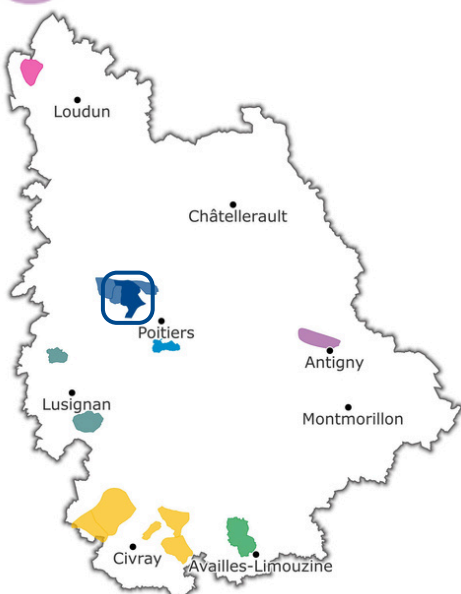 Loudun
Châtellerault
Poitiers
Antigny
Lusignan
Montmorillon
Civray
Availles-Limouzine